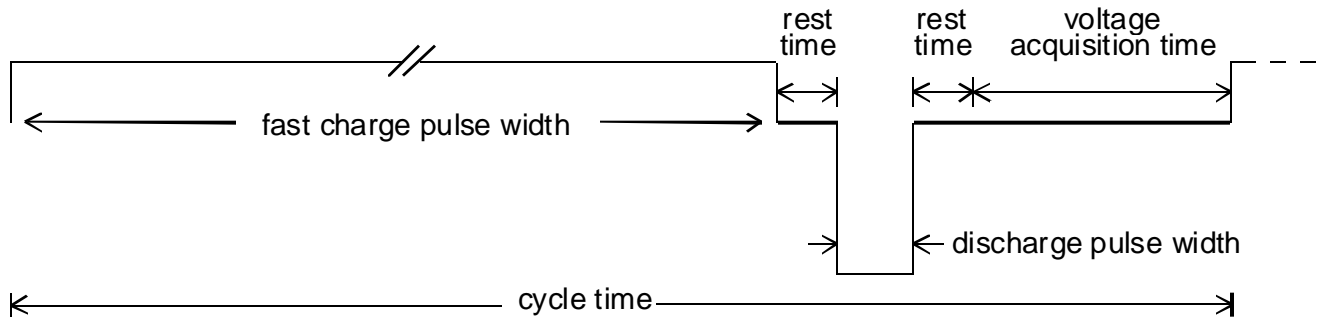 rest
time
rest
time
voltage
acquisition time
fast charge pulse width
discharge pulse width
cycle time